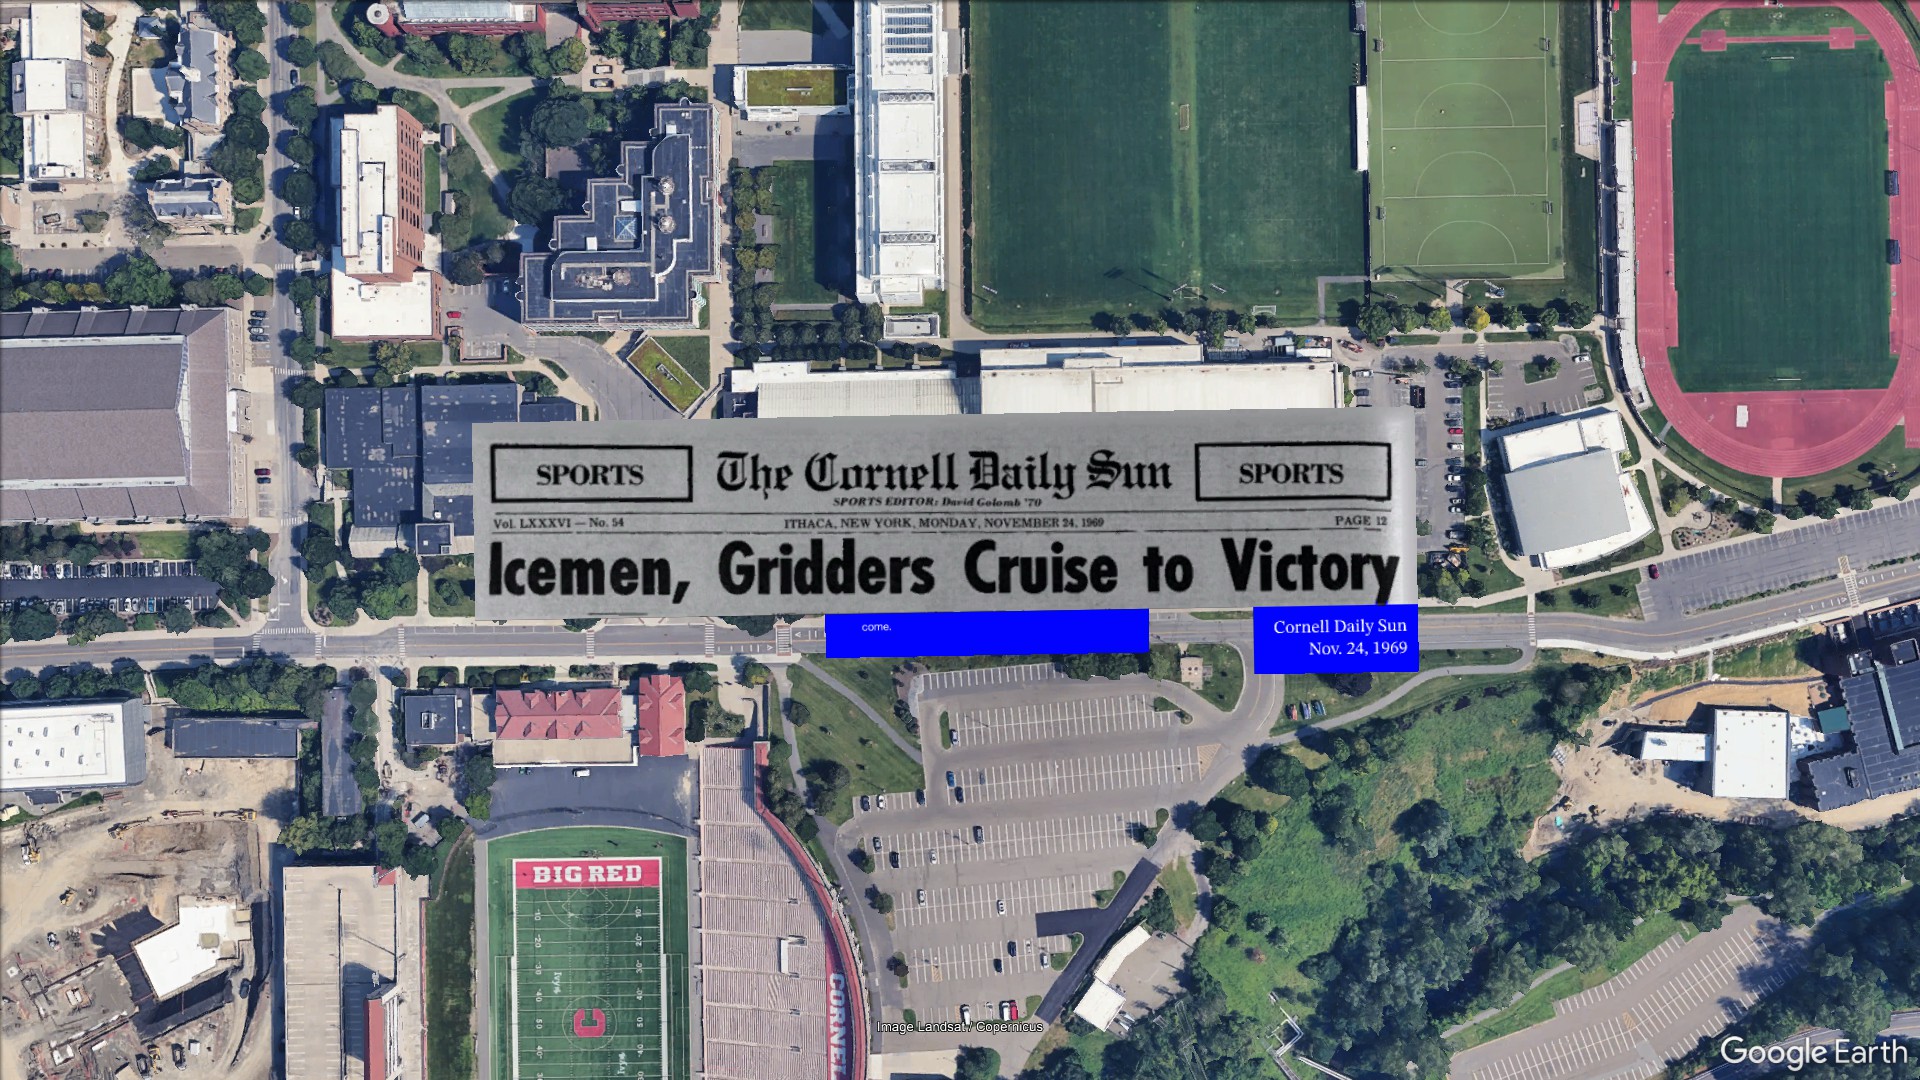 SPORTS
The Cornell Daily Sun
SPORTS
SPORTS EDITOR: David Golomb '70
Vol. LXXXVI — No. 54
ITHACA, NEW YORK, MONDAY, NOVEMBER 24, 1969
PAGE 12
Icemen, Gridders Cruise to Victory
come.
Cornell Daily Sun
Nov. 24, 1969
BIG RED
C
Ivy
CORNEL
Image Landsat / Copernicus
Google Earth